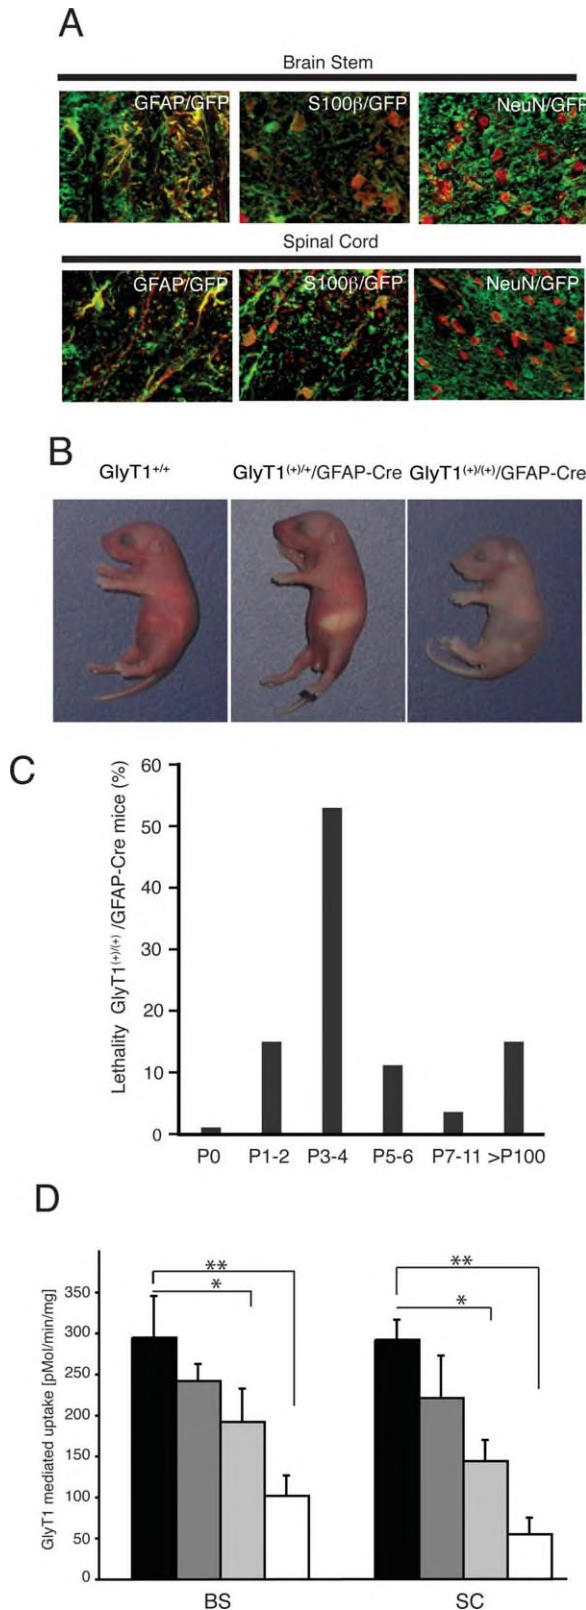 A
Brain Stem
GFAP/GFP
S100β/GFP
NeuN/GFP
Spinal Cord
GFAP/GFP
S100β/GFP
NeuN/GFP
B
GlyT1+/+
GlyT1(+)/+/GFAP-Cre
GlyT1(+)/(+)/GFAP-Cre
C
Lethality GlyT1(+)/(+) /GFAP-Cre mice (%)
60
50
40
30
20
10
0
P0
P1-2
P3-4
P5-6
P7-11
>P100
D
GlyT1 mediated uptake [pMol/min/mg]
350
300
250
200
150
100
50
0
**
*
**
*
BS
SC